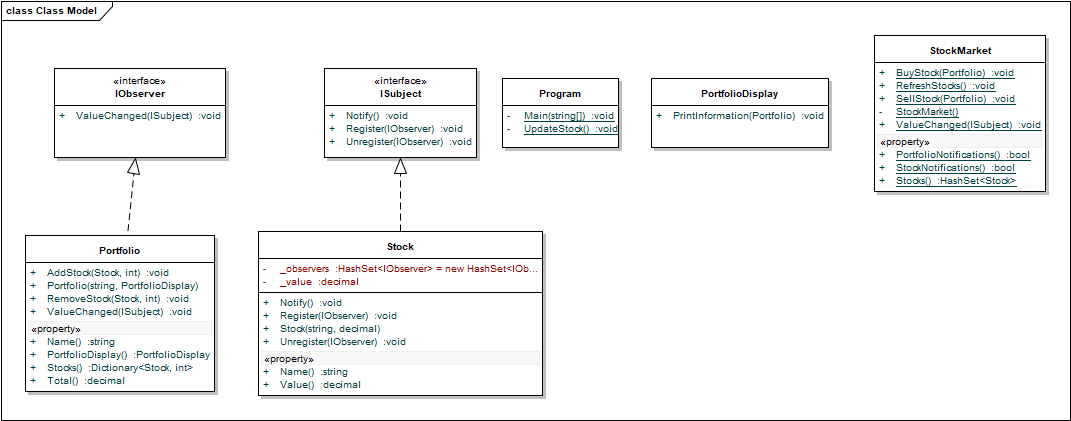 class Class Model
«interface»
IObserver
+ ValueChanged(ISubject) :void
«interface»
ISubject
+ Notify() :void
+ Register(IObserver) :void
+ Unregister(IObserver) :void
Program
- Main(string[]) :void
- UpdateStock() :void
PortfolioDisplay
+ PrintInformation(Portfolio) :void
StockMarket
+ BuyStock(Portfolio) :void
+ RefreshStocks() :void
+ SellStock(Portfolio) :void
- StockMarket()
+ ValueChanged(ISubject) :void
«property»
+ PortfolioNotifications() :bool
+ StockNotifications() :bool
+ Stocks() :HashSet<Stock>
Portfolio
+ AddStock(Stock, int) :void
+ Portfolio(string, PortfolioDisplay)
+ RemoveStock(Stock, int) :void
+ ValueChanged(ISubject) :void
«property»
+ Name() :string
+ PortfolioDisplay() :PortfolioDisplay
+ Stocks() :Dictionary<Stock, int>
+ Total() :decimal
Stock
- _observers :HashSet<IObserver> = new HashSet<IOb...
- _value :decimal
+ Notify() :void
+ Register(IObserver) :void
+ Stock(string, decimal)
+ Unregister(IObserver) :void
«property»
+ Name() :string
+ Value() :decimal